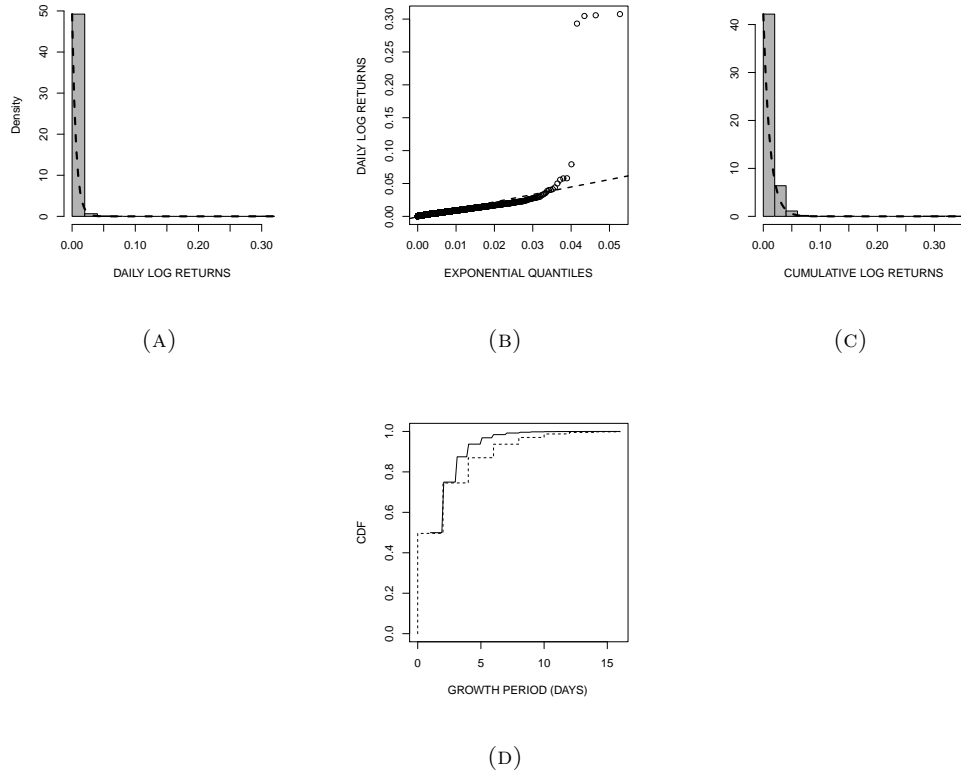 Density
0 10 20 30 40 50
0.00 0.10 0.20 0.30
DAILY LOG RETURNS
(A)
DAILY LOG RETURNS
0.00 0.05 0.10 0.15 0.20 0.25 0.30
0.00 0.01 0.02 0.03 0.04 0.05
EXPONENTIAL QUANTILES
(B)
0 10 20 30 40
0.00 0.10 0.20 0.30
CUMULATIVE LOG RETURNS
(C)
CDF
0.0 0.2 0.4 0.6 0.8 1.0
0 5 10 15
GROWTH PERIOD (DAYS)
(D)